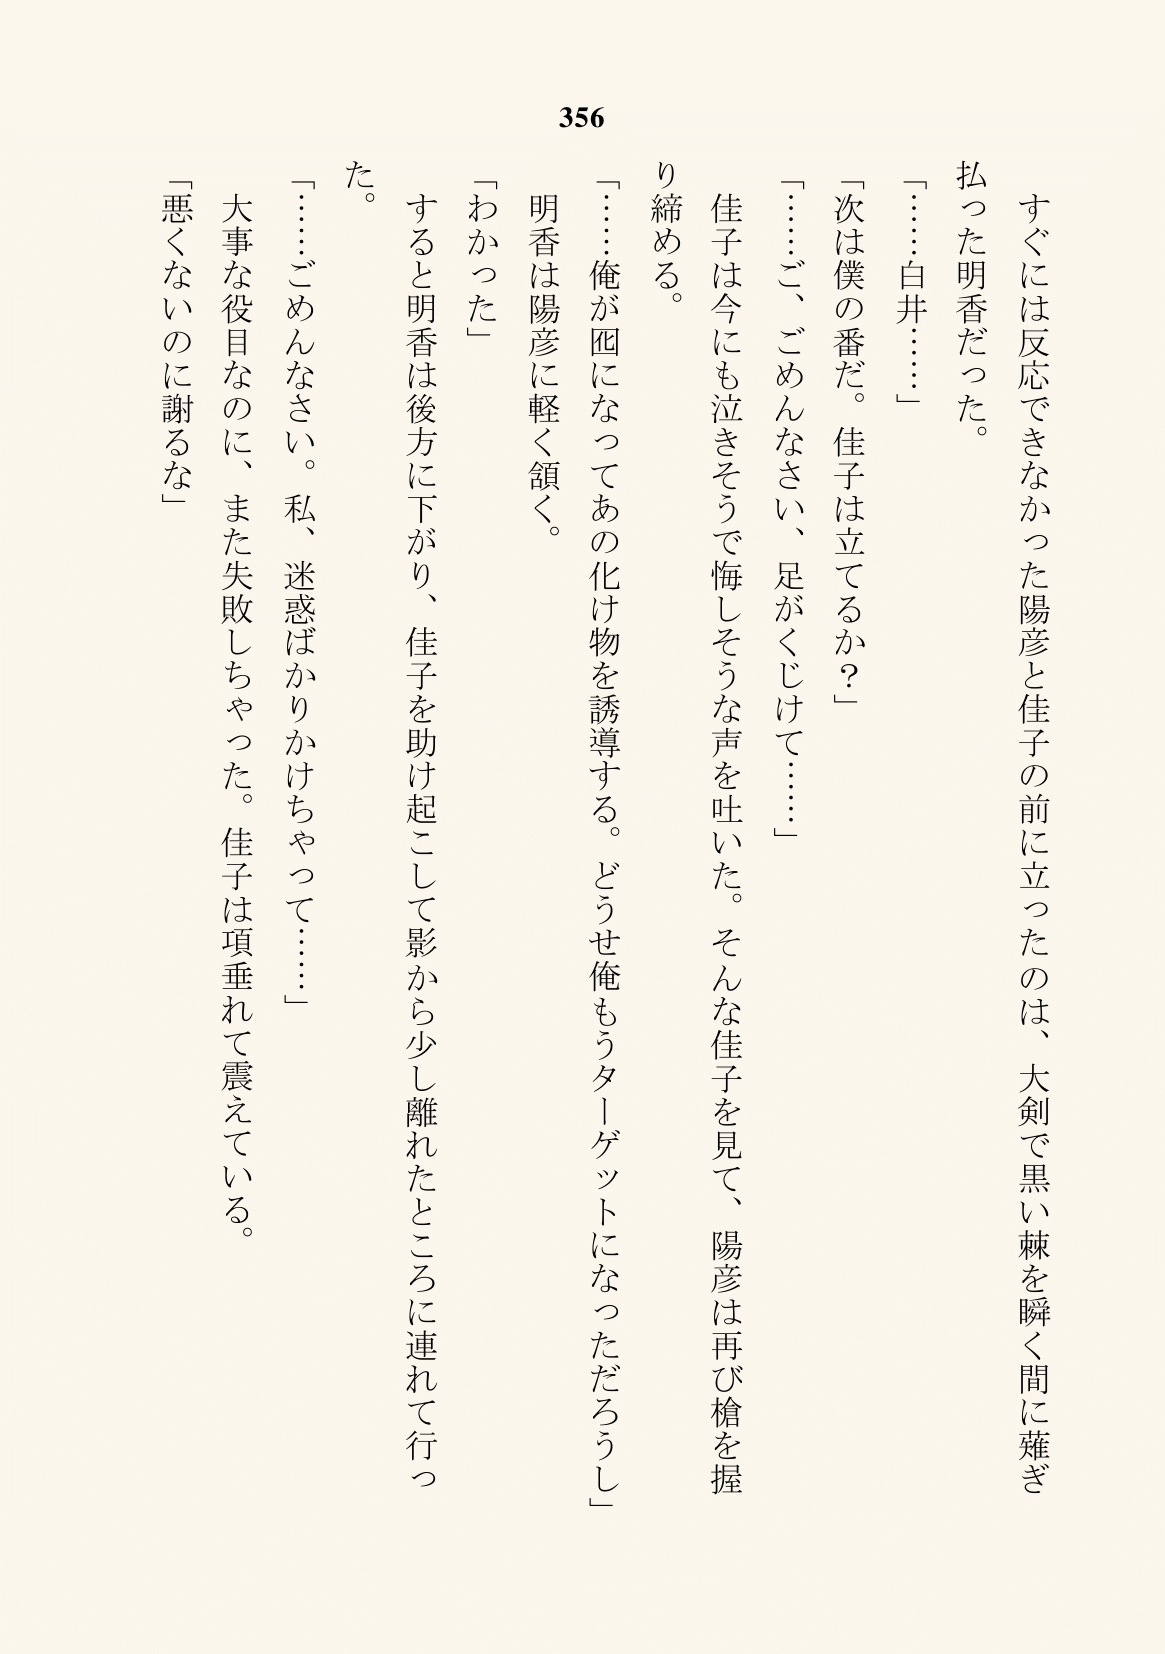 356
　すぐには反応できなかった陽彦と佳子の前に立ったのは、大剣で黒い棘を瞬く間に薙ぎ
払った明香だった。
「……白井……」
「次は僕の番だ。佳子は立てるか？」
「……ご、ごめんなさい、足がくじけて……」
　佳子は今にも泣きそうで悔しそうな声を吐いた。そんな佳子を見て、陽彦は再び槍を握
り締める。
「……俺が囮になってあの化け物を誘導する。どうせ俺もうターゲットになっただろうし」
　明香は陽彦に軽く頷く。
「わかった」
　すると明香は後方に下がり、佳子を助け起こして影から少し離れたところに連れて行っ
た。
「……ごめんなさい。私、迷惑ばかりかけちゃって……」
　大事な役目なのに、また失敗しちゃった。佳子は項垂れて震えている。
「悪くないのに謝るな」